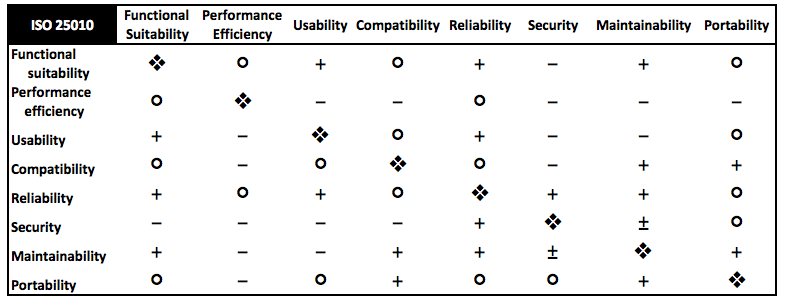 ISO 25010 Functional Suitability Performance Efficiency Usability Compatibility Reliability Security Maintainability Portability
Functional suitability ❖ O + O + − + O
Performance efficiency O ❖ − − O − − −
Usability + − ❖ O + − − O
Compatibility O − O ❖ O − + +
Reliability + O + O ❖ + + O
Security − − − − + ❖ ± O
Maintainability + − − + + ± ❖ +
Portability O − O + O O + ❖